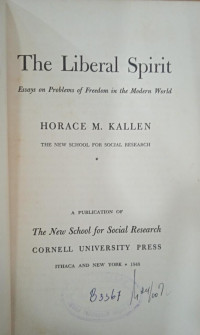 The Liberal Spirit
Essays on Problems of Freedom in the Modern World
HORACE M. KALLEN
THE NEW SCHOOL FOR SOCIAL RESEARCH
A PUBLICATION OF
The New School for Social Research
CORNELL UNIVERSITY PRESS
ITHACA AND NEW YORK • 1948